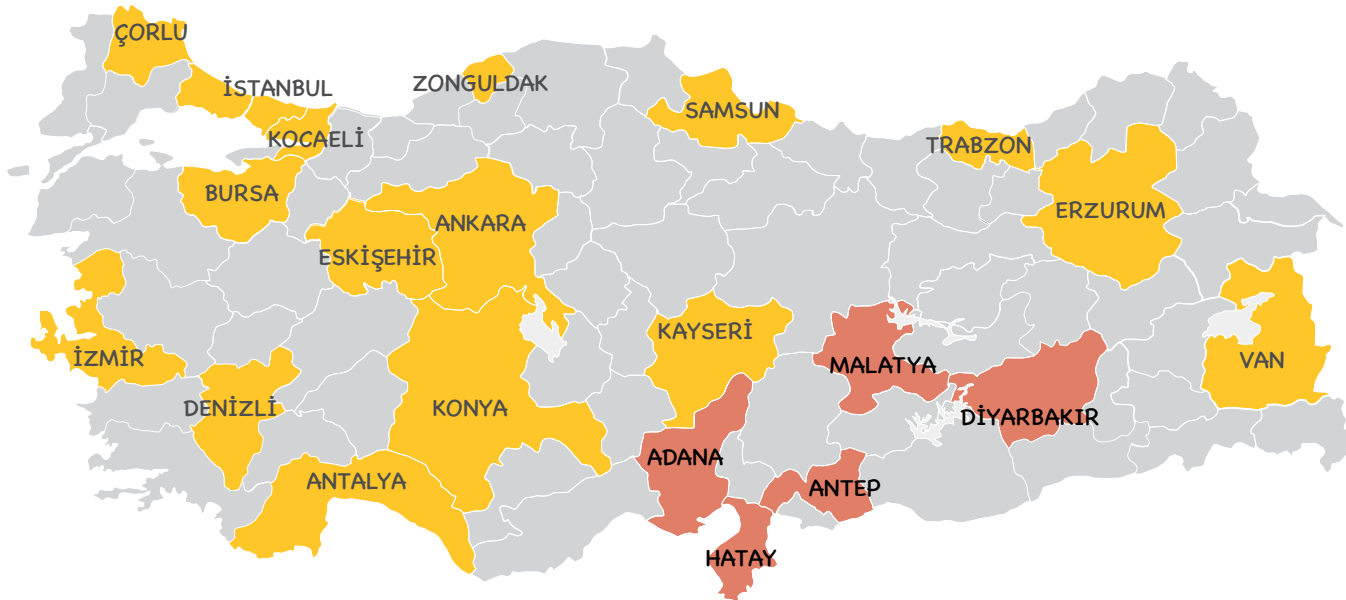 ÇORLU
İSTANBUL
ZONGULDAK
SAMSUN
KOCAELİ
TRABZON
BURSA
ANKARA
ERZURUM
ESKİŞEHİR
KAYSERİ
İZMİR
MALATYA
VAN
DENİZLİ
KONYA
DİYARBAKIR
ADANA
ANTALYA
ANTEP
HATAY